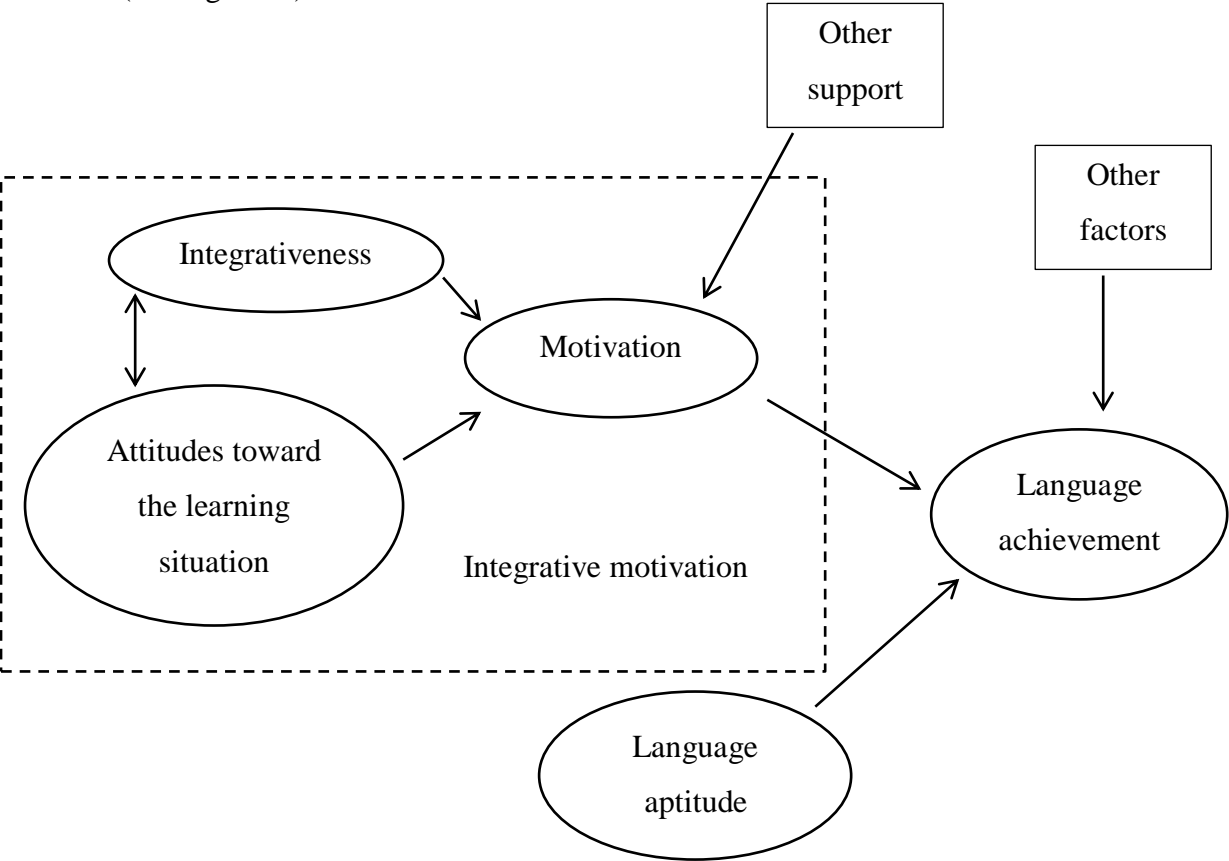 Other
support
Other
factors
Integrativeness
Motivation
Attitudes toward
the learning
situation
Language
achievement
Integrative motivation
Language
aptitude